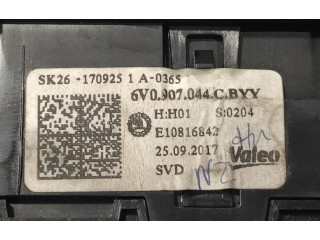 SK26 -170925 1 A-0365
6V0.907.044.C.BYY
H:H01 S:0204
E10816842
25.09.2017
SVD
Valeo